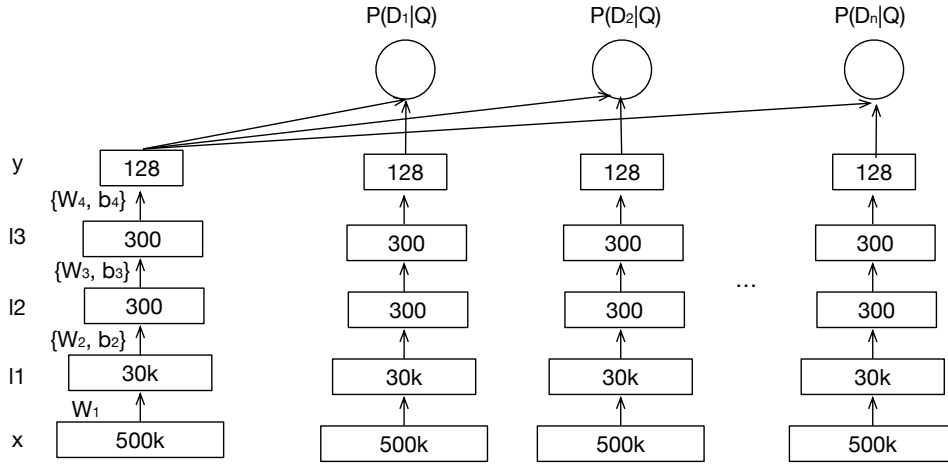 P(D₁|Q) P(D₂|Q) P(Dn|Q)
y 128 128 128 128
{W₄, b₄}
l3 300 300 300 300
{W₃, b₃}
...
l2 300 300 300 300
{W₂, b₂}
l1 30k 30k 30k 30k
W₁
x 500k 500k 500k 500k